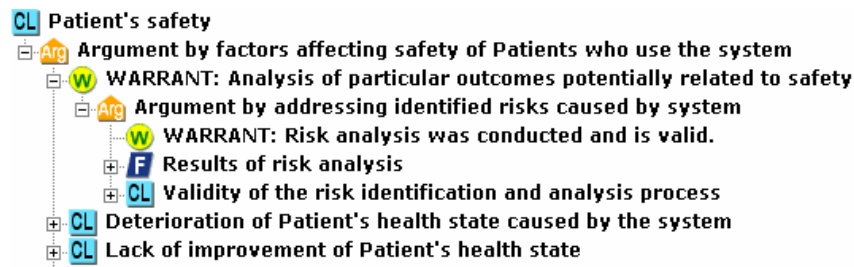 CL Patient's safety
Arg Argument by factors affecting safety of Patients who use the system
W WARRANT: Analysis of particular outcomes potentially related to safety
Arg Argument by addressing identified risks caused by system
W WARRANT: Risk analysis was conducted and is valid.
F Results of risk analysis
CL Validity of the risk identification and analysis process
CL Deterioration of Patient's health state caused by the system
CL Lack of improvement of Patient's health state